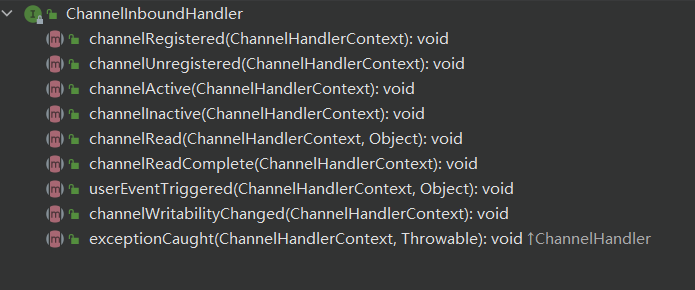 ChannelInboundHandler
channelRegistered(ChannelHandlerContext): void
channelUnregistered(ChannelHandlerContext): void
channelActive(ChannelHandlerContext): void
channelInactive(ChannelHandlerContext): void
channelRead(ChannelHandlerContext, Object): void
channelReadComplete(ChannelHandlerContext): void
userEventTriggered(ChannelHandlerContext, Object): void
channelWritabilityChanged(ChannelHandlerContext): void
exceptionCaught(ChannelHandlerContext, Throwable): void ↑ChannelHandler